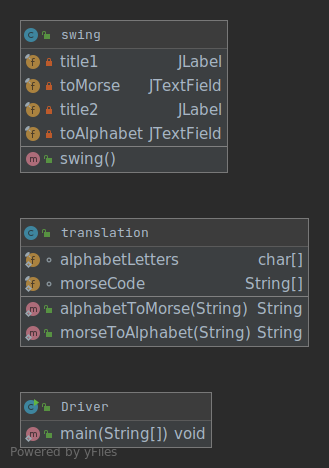 swing
title1 JLabel
toMorse JTextField
title2 JLabel
toAlphabet JTextField
swing()
translation
alphabetLetters char[]
morseCode String[]
alphabetToMorse(String) String
morseToAlphabet(String) String
Driver
main(String[]) void
Powered by yFiles